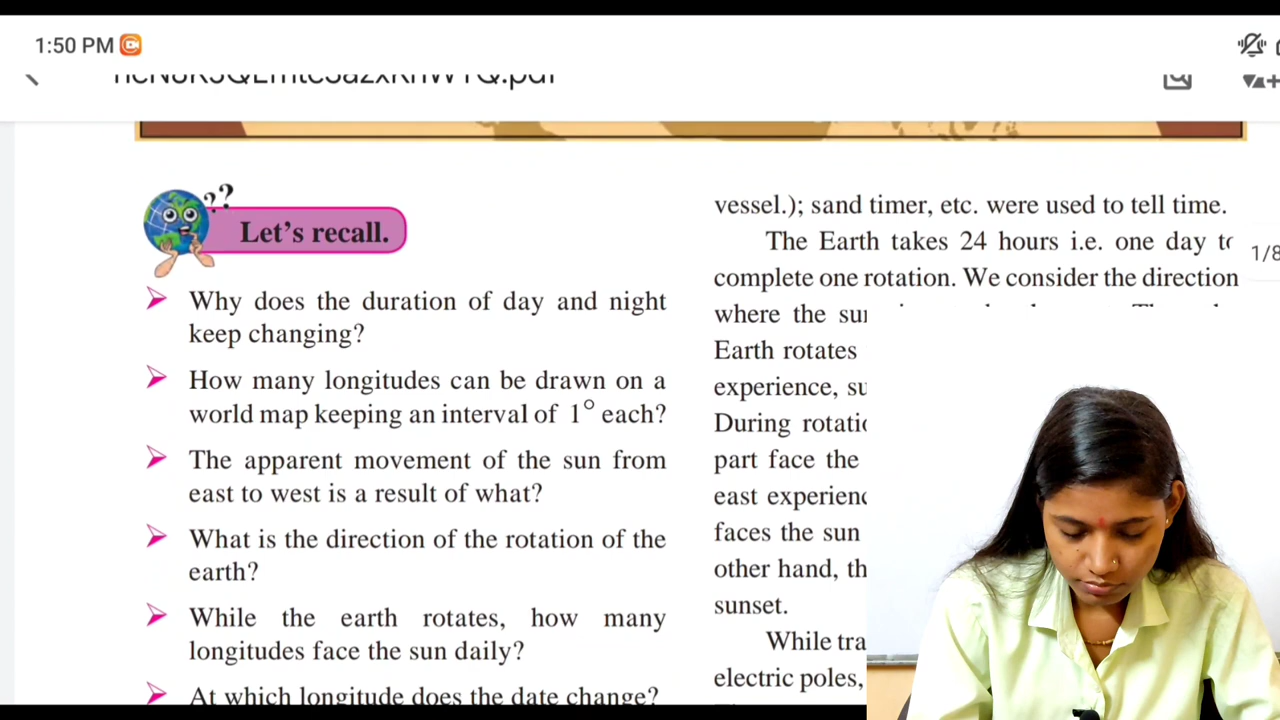 1:50 PM
??
Let's recall.
Why does the duration of day and night
keep changing?
How many longitudes can be drawn on a
world map keeping an interval of 1° each?
The apparent movement of the sun from
east to west is a result of what?
What is the direction of the rotation of the
earth?
While the earth rotates, how many
longitudes face the sun daily?
At which longitude does the date change?
vessel.); sand timer, etc. were used to tell time.
The Earth takes 24 hours i.e. one day to
complete one rotation. We consider the direction
where the
Earth rotates
experience,
During
part face the
east
faces the sun
other hand,
sunset.
While
electric poles,
1/8